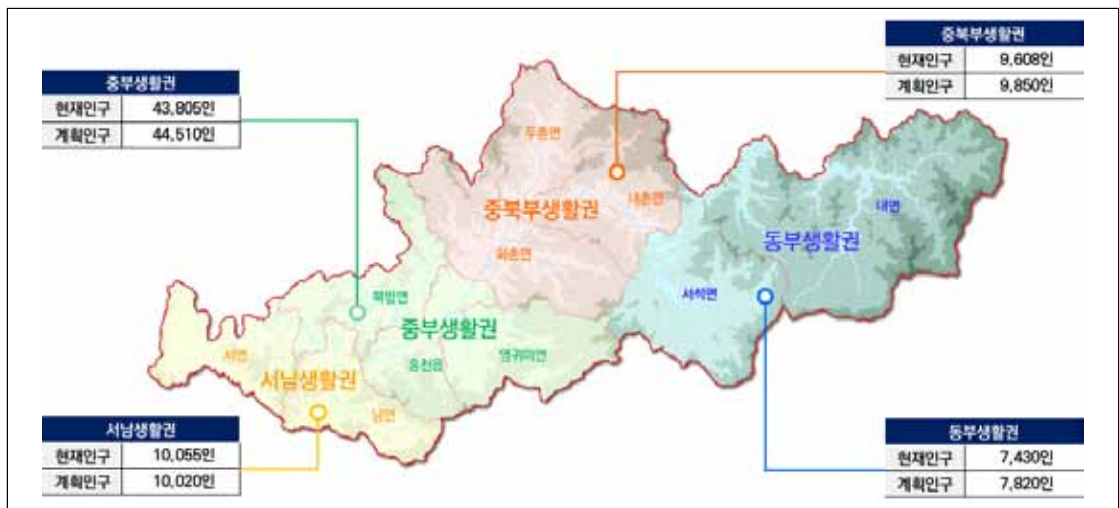 중북부생활권
현재인구 9,608인
계획인구 9,850인
중부생활권
현재인구 43,805인
계획인구 44,510인
두촌면
내촌면
중북부생활권
화촌면
내면
동부생활권
서석면
북방면
중부생활권
영귀미면
홍천읍
서면
서남생활권
남면
서남생활권
현재인구 10,055인
계획인구 10,020인
동부생활권
현재인구 7,430인
계획인구 7,820인